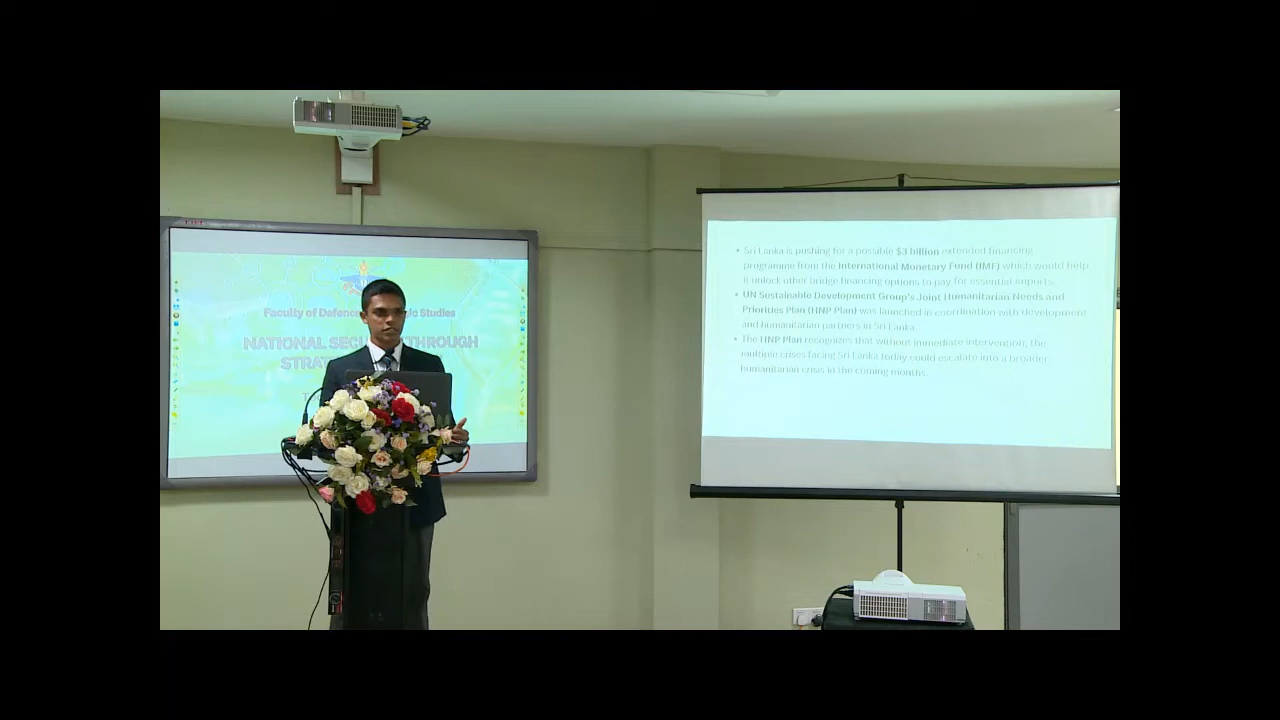 Faculty of Defence Studies
NATIONAL THROUGH
• Sri Lanka is pushing for a possible $3 billion extended financing
programme from the International Monetary Fund (IMF) which would help
it unlock other bridge financing options to pay for essential imports.
• UN Sustainable Development Group's Joint Humanitarian Needs and
Priorities Plan (HNP Plan) was launched in coordination with development
and humanitarian partners in Sri Lanka.
• The HNP Plan recognizes that without immediate intervention, the
multiple crises facing Sri Lanka today could escalate into a broader
humanitarian crisis in the coming months.